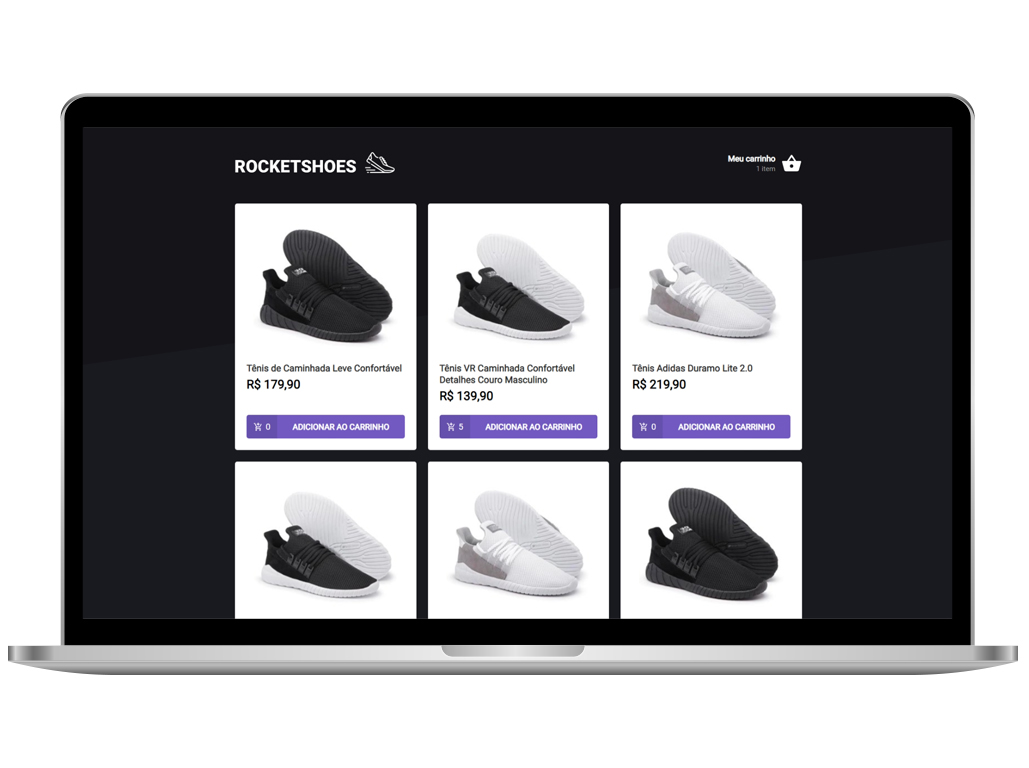 ROCKETSHOES
Meu carrinho
1 item
Tênis de Caminhada Leve Confortável
R$ 179,90
0 ADICIONAR AO CARRINHO
Tênis VR Caminhada Confortável
Detalhes Couro Masculino
R$ 139,90
5 ADICIONAR AO CARRINHO
Tênis Adidas Duramo Lite 2.0
R$ 219,90
0 ADICIONAR AO CARRINHO